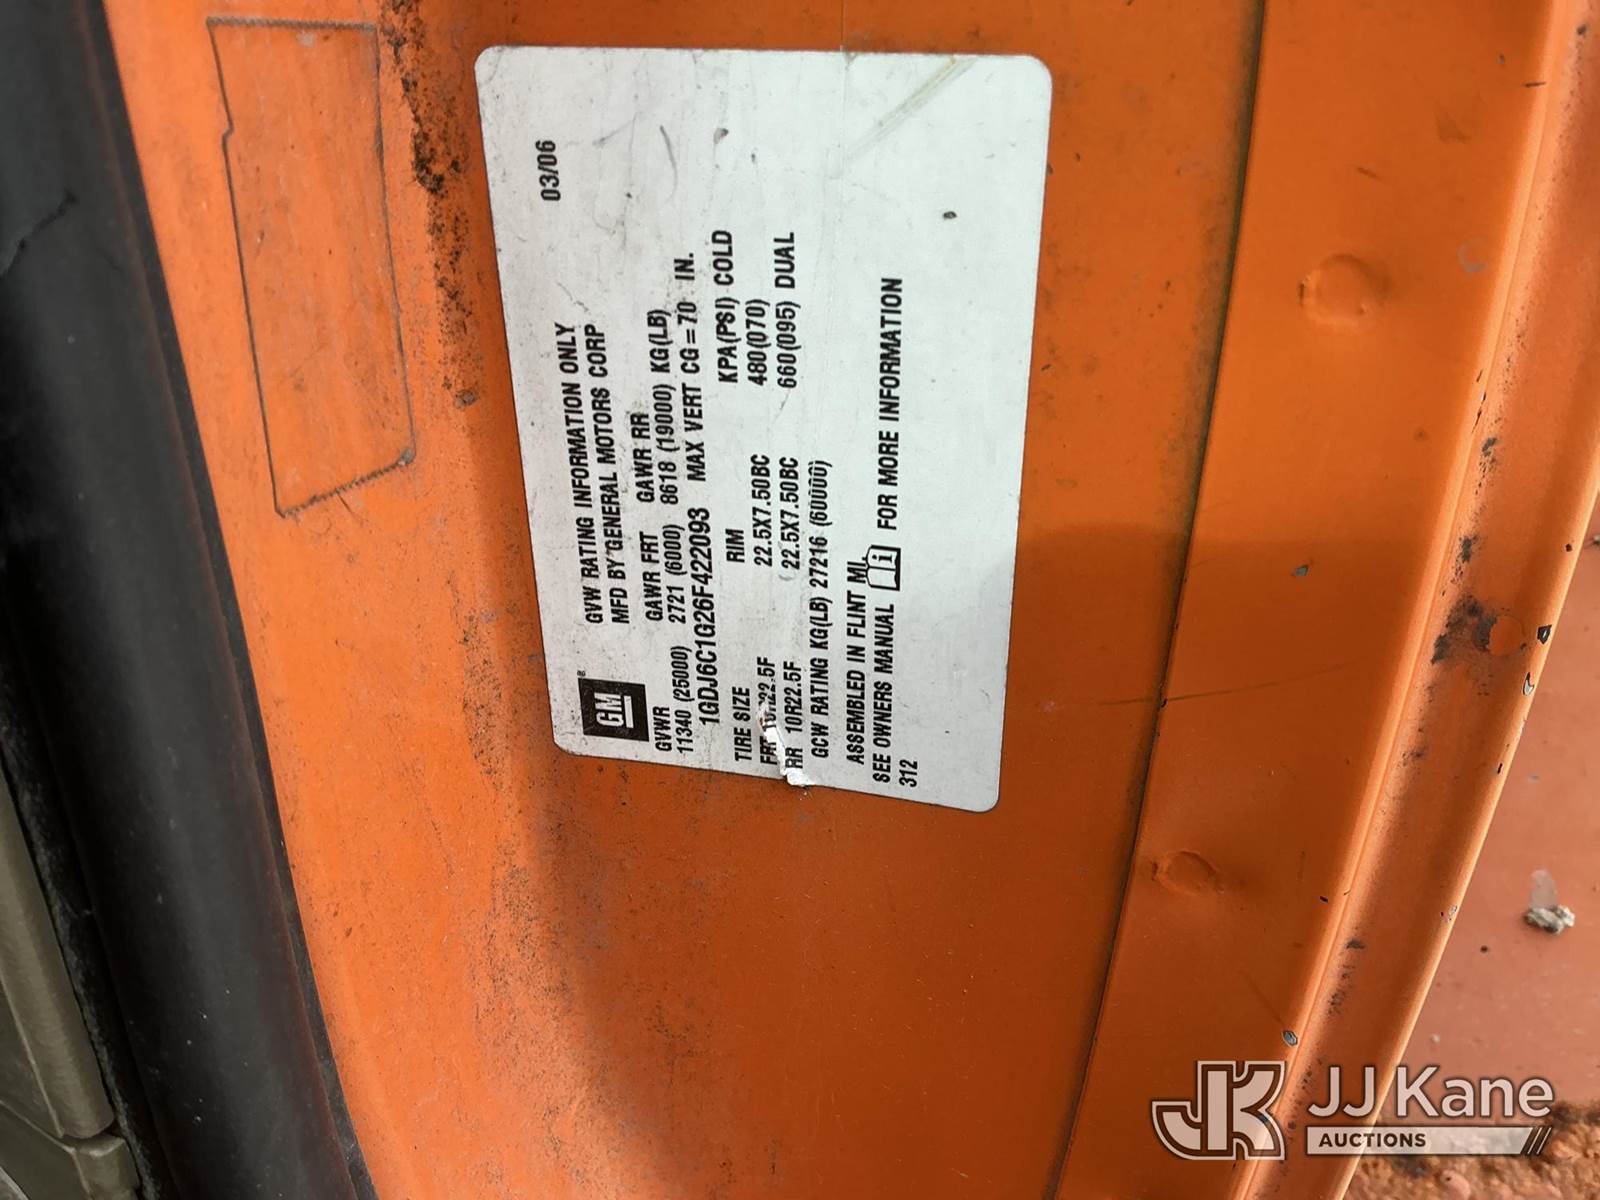 GM®
03/06
GVW RATING INFORMATION ONLY
MFD BY GENERAL MOTORS CORP
GVWR GAWR FRT GAWR RR
11340 (25000) 2721 (6000) 8618 (19000) KG(LB)
1GDJ6C1G26F422093 MAX VERT CG=70 IN.
TIRE SIZE RIM KPA(PSI) COLD
FRT 10R22.5F 22.5X7.50BC 480(070)
RR 10R22.5F 22.5X7.50BC 660(095) DUAL
GCW RATING KG(LB) 27216 (60000)
ASSEMBLED IN FLINT MI.
SEE OWNERS MANUAL i FOR MORE INFORMATION
312
JK JJ Kane
AUCTIONS